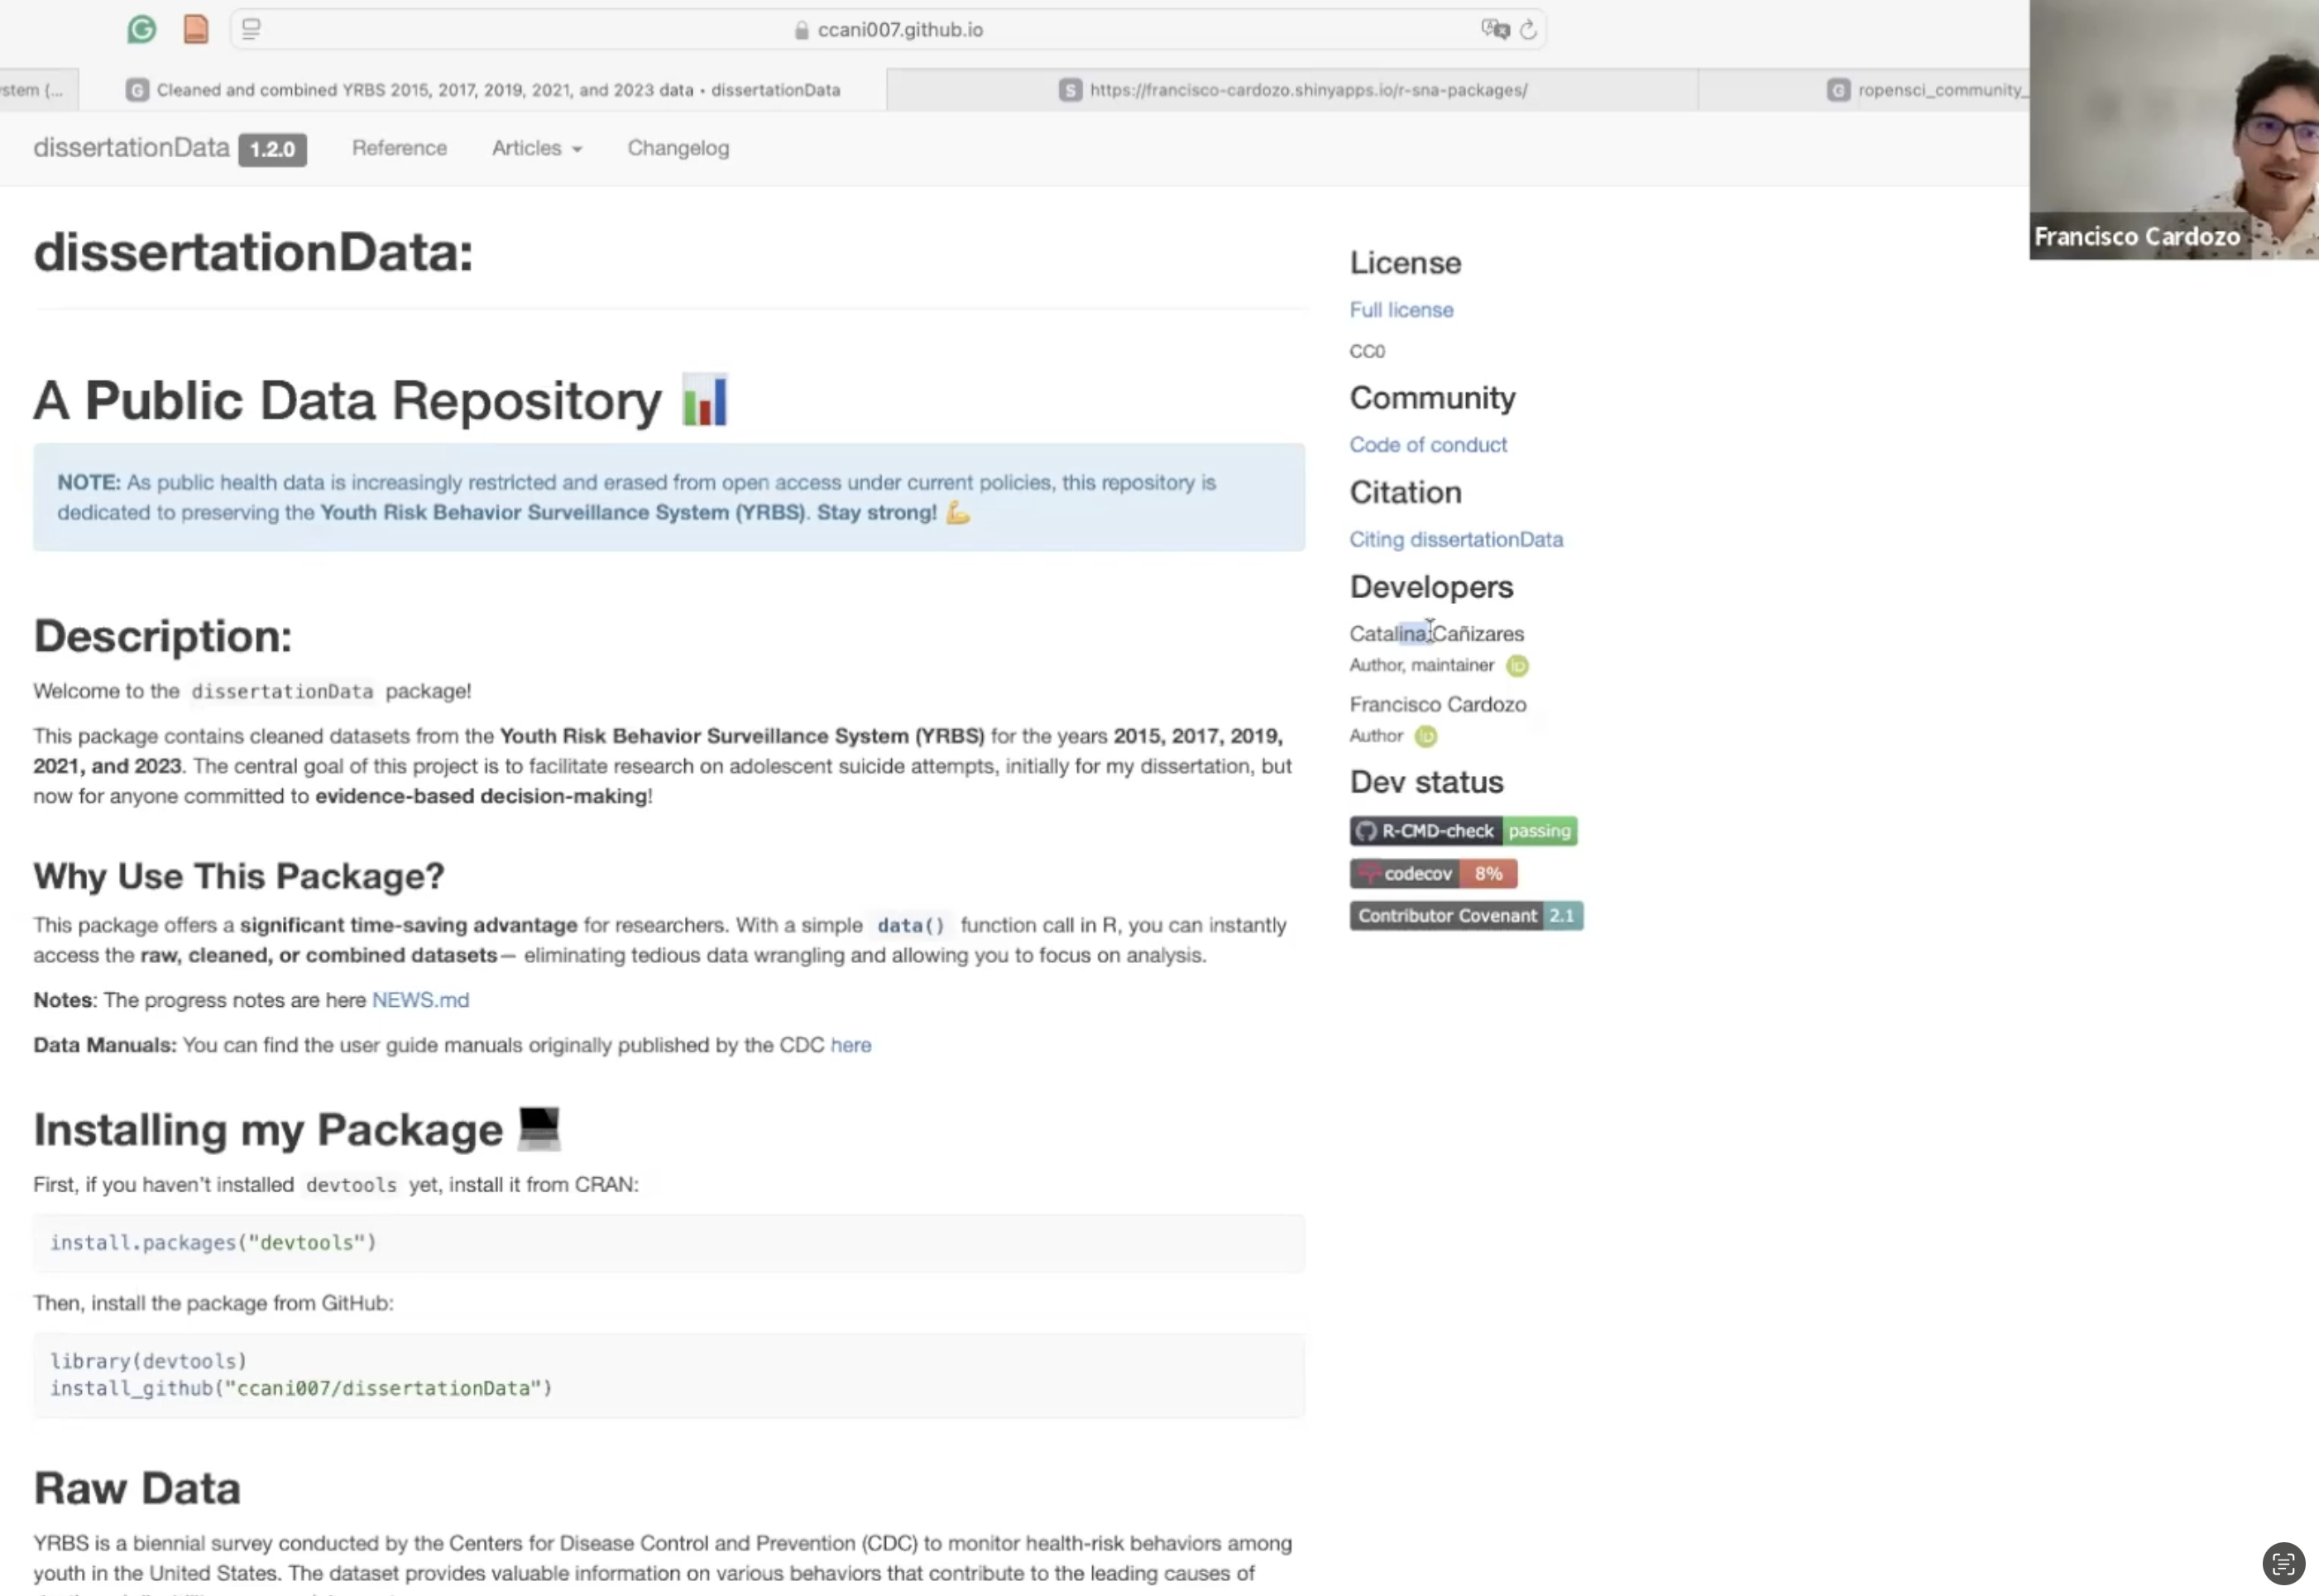 ccani007.github.io
stem (...
Cleaned and combined YRBS 2015, 2017, 2019, 2021, and 2023 data • dissertationData
S https://francisco-cardozo.shinyapps.io/r-sna-packages/
G ropensci_community_
dissertationData 1.2.0 Reference Articles Changelog
Francisco Cardozo
dissertationData:
A Public Data Repository 📊
NOTE: As public health data is increasingly restricted and erased from open access under current policies, this repository is
dedicated to preserving the Youth Risk Behavior Surveillance System (YRBS). Stay strong! 💪
Description:
Welcome to the dissertationData package!
This package contains cleaned datasets from the Youth Risk Behavior Surveillance System (YRBS) for the years 2015, 2017, 2019,
2021, and 2023. The central goal of this project is to facilitate research on adolescent suicide attempts, initially for my dissertation, but
now for anyone committed to evidence-based decision-making!
Why Use This Package?
This package offers a significant time-saving advantage for researchers. With a simple data() function call in R, you can instantly
access the raw, cleaned, or combined datasets— eliminating tedious data wrangling and allowing you to focus on analysis.
Notes: The progress notes are here NEWS.md
Data Manuals: You can find the user guide manuals originally published by the CDC here
Installing my Package 💻
First, if you haven't installed devtools yet, install it from CRAN:
install.packages("devtools")
Then, install the package from GitHub:
library(devtools)
install_github("ccani007/dissertationData")
Raw Data
YRBS is a biennial survey conducted by the Centers for Disease Control and Prevention (CDC) to monitor health-risk behaviors among
youth in the United States. The dataset provides valuable information on various behaviors that contribute to the leading causes of
License
Full license
CC0
Community
Code of conduct
Citation
Citing dissertationData
Developers
Catalina Cañizares
Author, maintainer iD
Francisco Cardozo
Author iD
Dev status
R-CMD-check passing
codecov 8%
Contributor Covenant 2.1